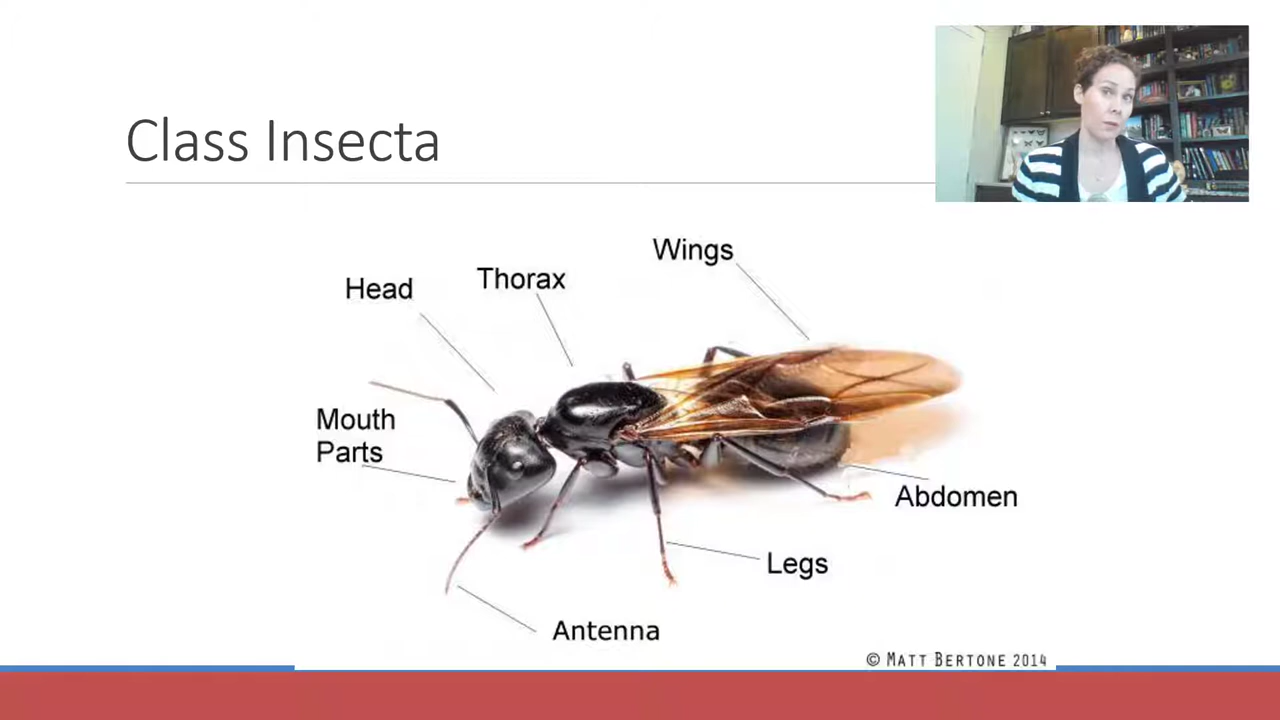 Class Insecta
Wings
Thorax
Head
Mouth
Parts
Abdomen
Legs
Antenna
© MATT BERTONE 2014